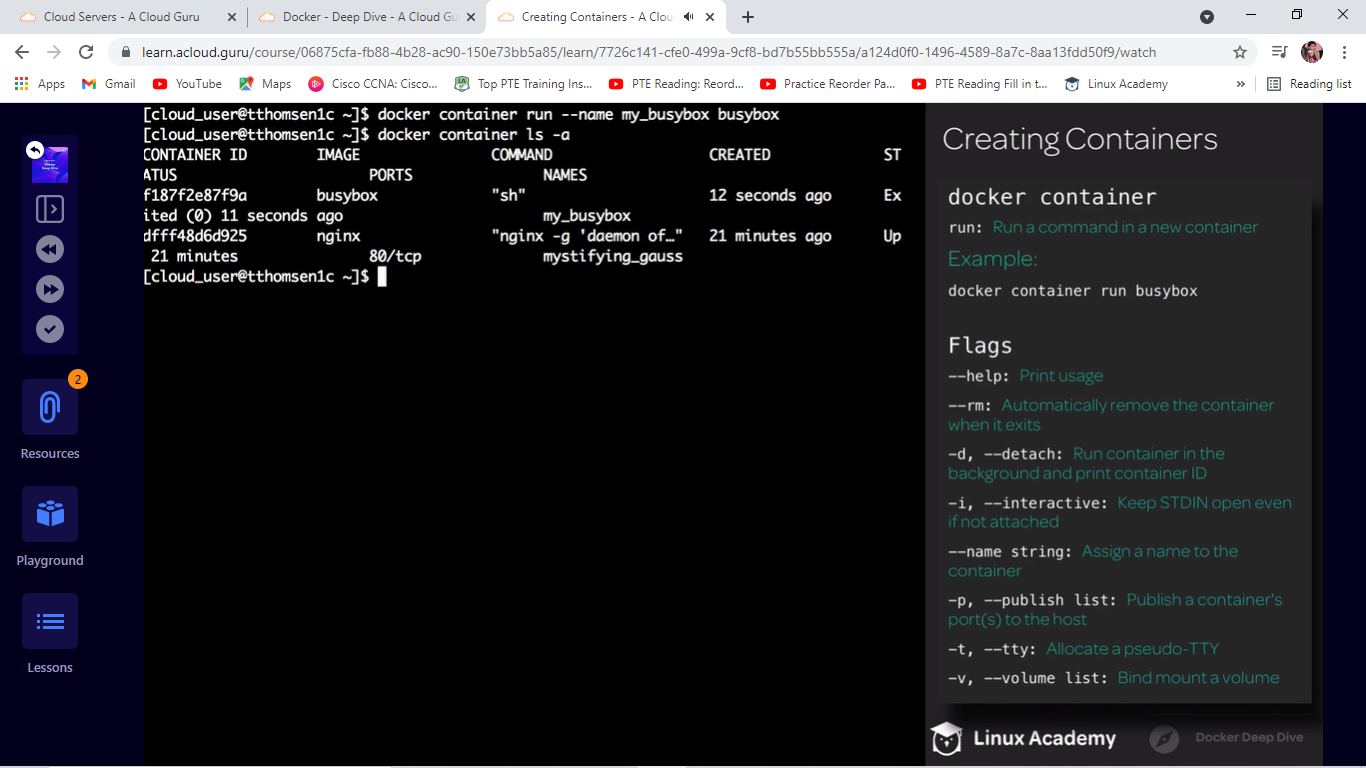 Cloud Servers - A Cloud Guru
Docker - Deep Dive - A Cloud Gu
Creating Containers - A Clou
learn.acloud.guru/course/06875cfa-fb88-4b28-ac90-150e73bb5a85/learn/7726c141-cfe0-499a-9cf8-bd7b55bb555a/a124d0f0-1496-4589-8a7c-8aa13fdd50f9/watch
Apps
Gmail
YouTube
Maps
Cisco CCNA: Cisco...
Top PTE Training Ins...
PTE Reading: Reord...
Practice Reorder Pa...
PTE Reading Fill in t...
Linux Academy
»
Reading list
2
Resources
Playground
Lessons
[cloud_user@tthomsen1c ~]$ docker container run --name my_busybox busybox
[cloud_user@tthomsen1c ~]$ docker container ls -a
CONTAINER ID IMAGE COMMAND CREATED ST
ATUS PORTS NAMES
f187f2e87f9a busybox "sh" 12 seconds ago Ex
ited (0) 11 seconds ago my_busybox
dfff48d6d925 nginx "nginx -g 'daemon of…" 21 minutes ago Up
21 minutes 80/tcp mystifying_gauss
[cloud_user@tthomsen1c ~]$
Creating Containers
docker container
run: Run a command in a new container
Example:
docker container run busybox
Flags
--help: Print usage
--rm: Automatically remove the container
when it exits
-d, --detach: Run container in the
background and print container ID
-i, --interactive: Keep STDIN open even
if not attached
--name string: Assign a name to the
container
-p, --publish list: Publish a container's
port(s) to the host
-t, --tty: Allocate a pseudo-TTY
-v, --volume list: Bind mount a volume
Linux Academy
Docker Deep Dive